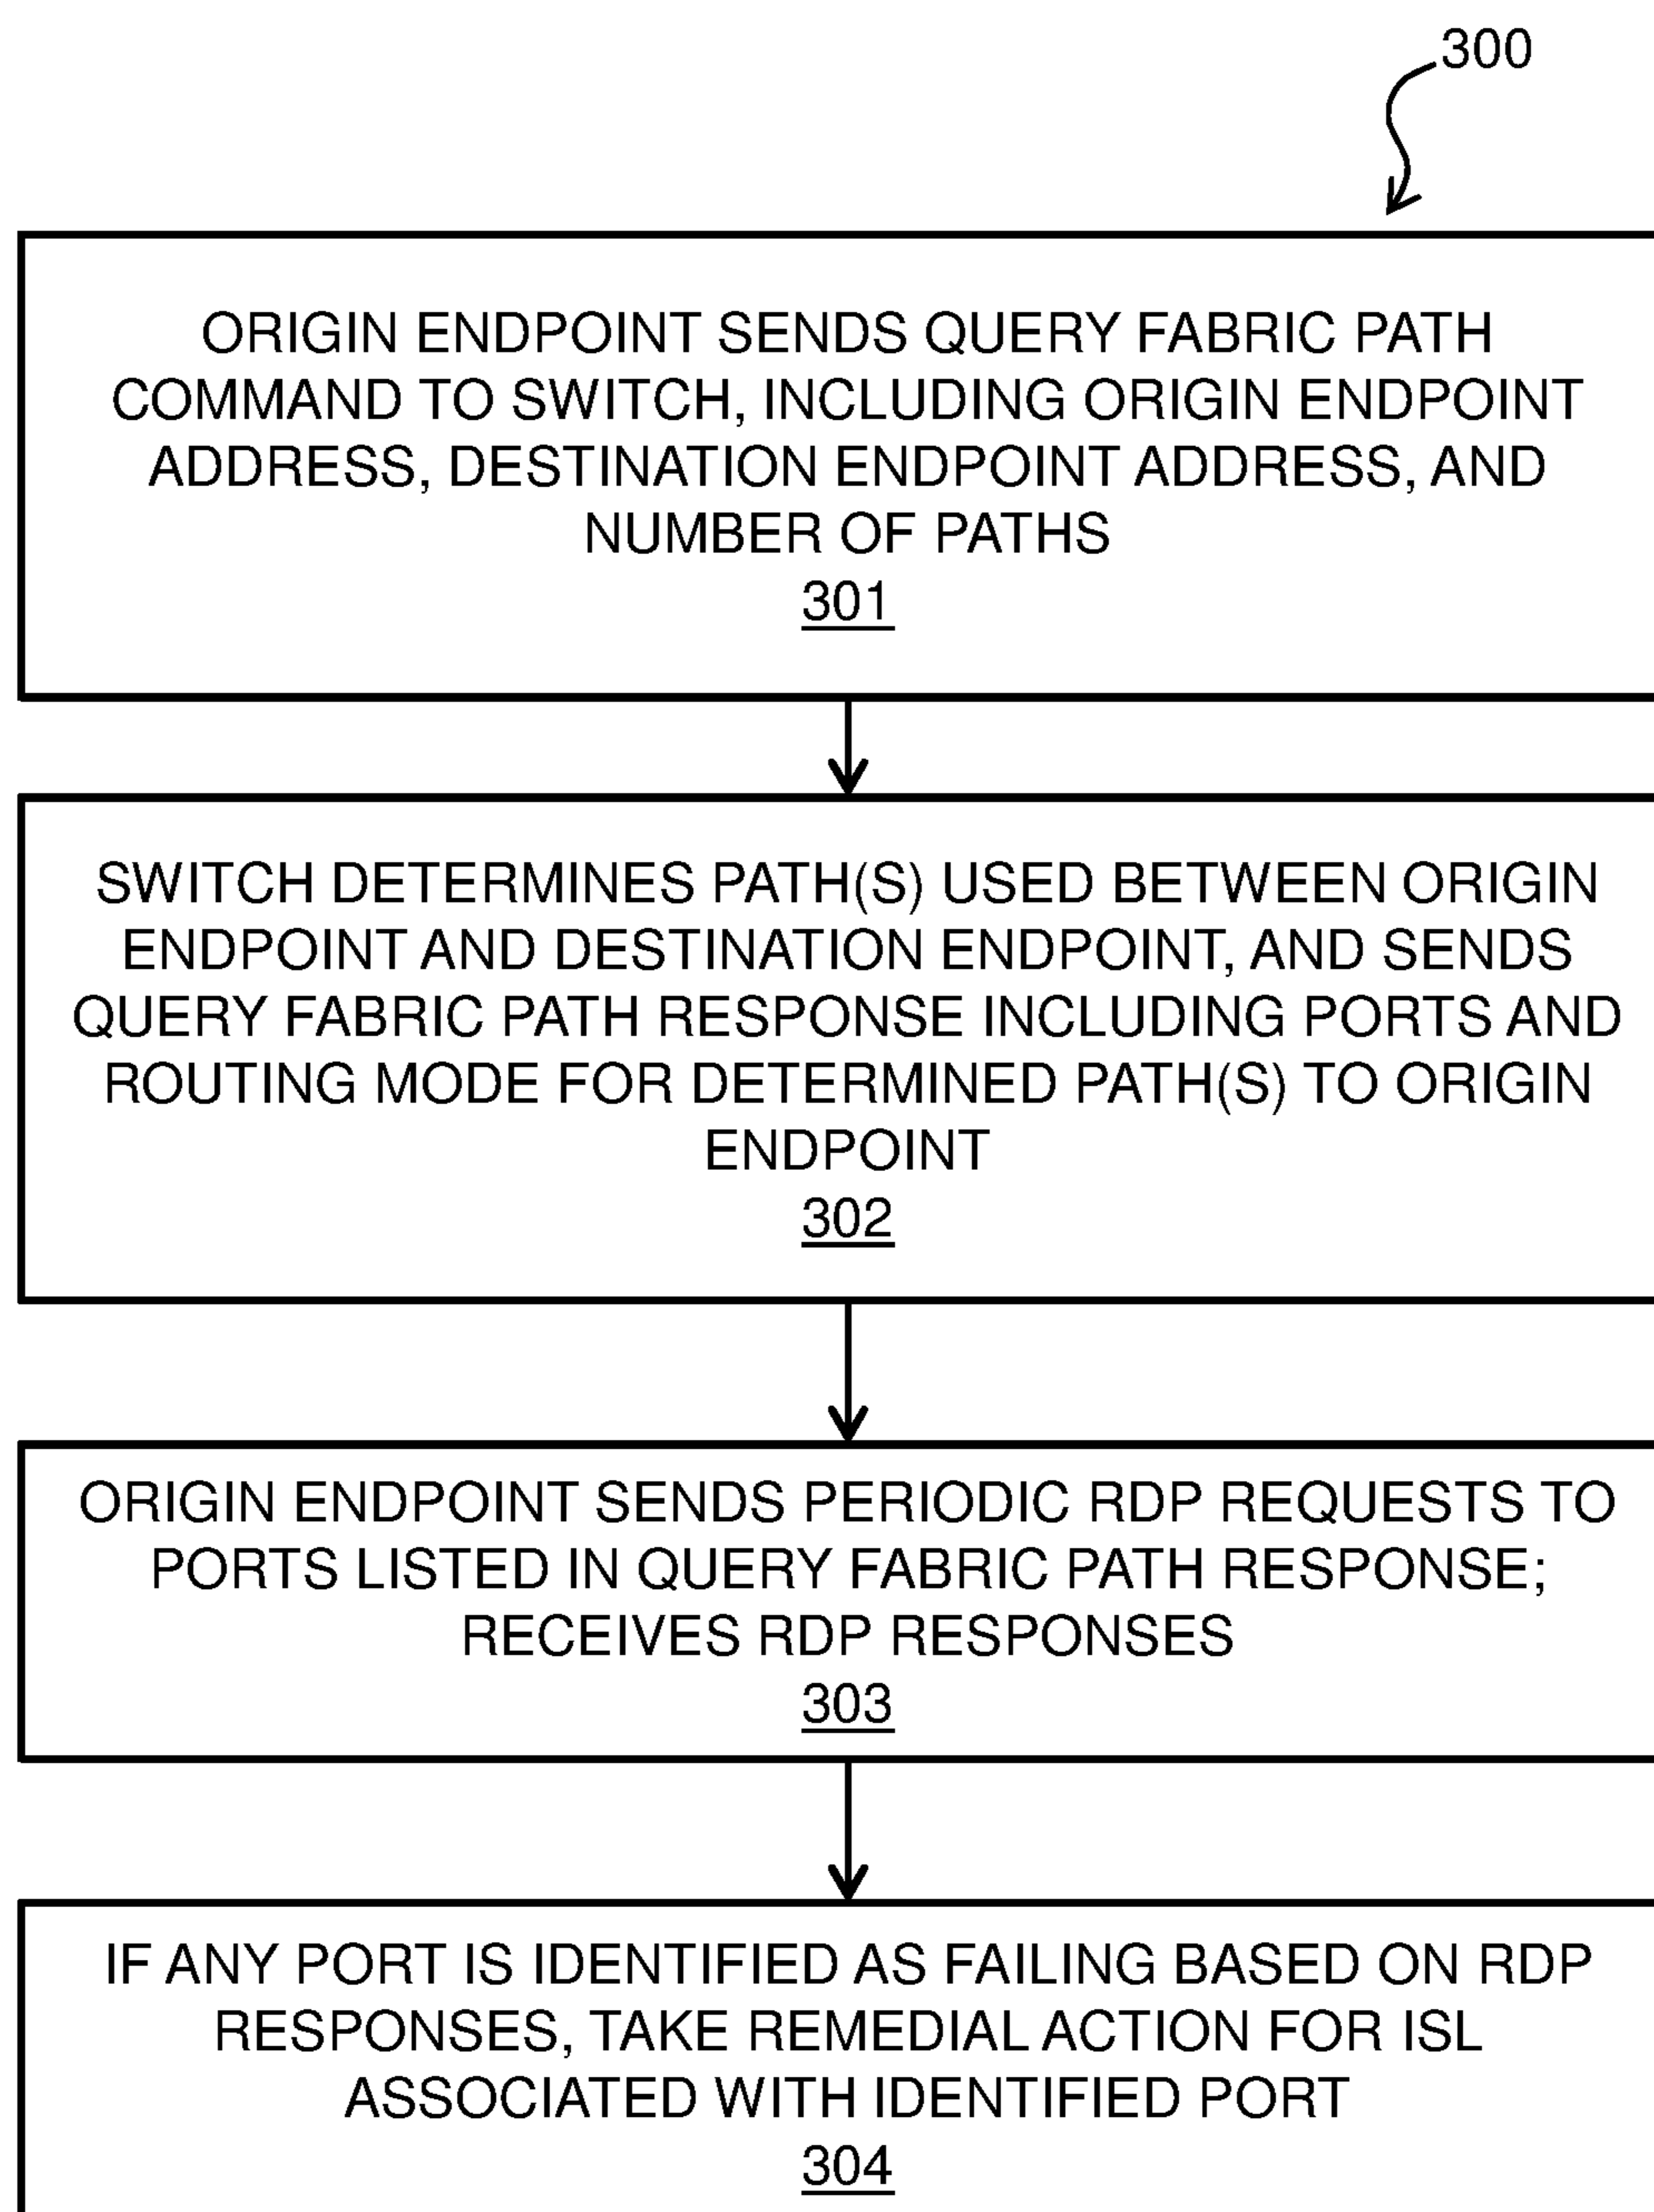 300
ORIGIN ENDPOINT SENDS QUERY FABRIC PATH
COMMAND TO SWITCH, INCLUDING ORIGIN ENDPOINT
ADDRESS, DESTINATION ENDPOINT ADDRESS, AND
NUMBER OF PATHS
301
SWITCH DETERMINES PATH(S) USED BETWEEN ORIGIN
ENDPOINT AND DESTINATION ENDPOINT, AND SENDS
QUERY FABRIC PATH RESPONSE INCLUDING PORTS AND
ROUTING MODE FOR DETERMINED PATH(S) TO ORIGIN
ENDPOINT
302
ORIGIN ENDPOINT SENDS PERIODIC RDP REQUESTS TO
PORTS LISTED IN QUERY FABRIC PATH RESPONSE;
RECEIVES RDP RESPONSES
303
IF ANY PORT IS IDENTIFIED AS FAILING BASED ON RDP
RESPONSES, TAKE REMEDIAL ACTION FOR ISL
ASSOCIATED WITH IDENTIFIED PORT
304